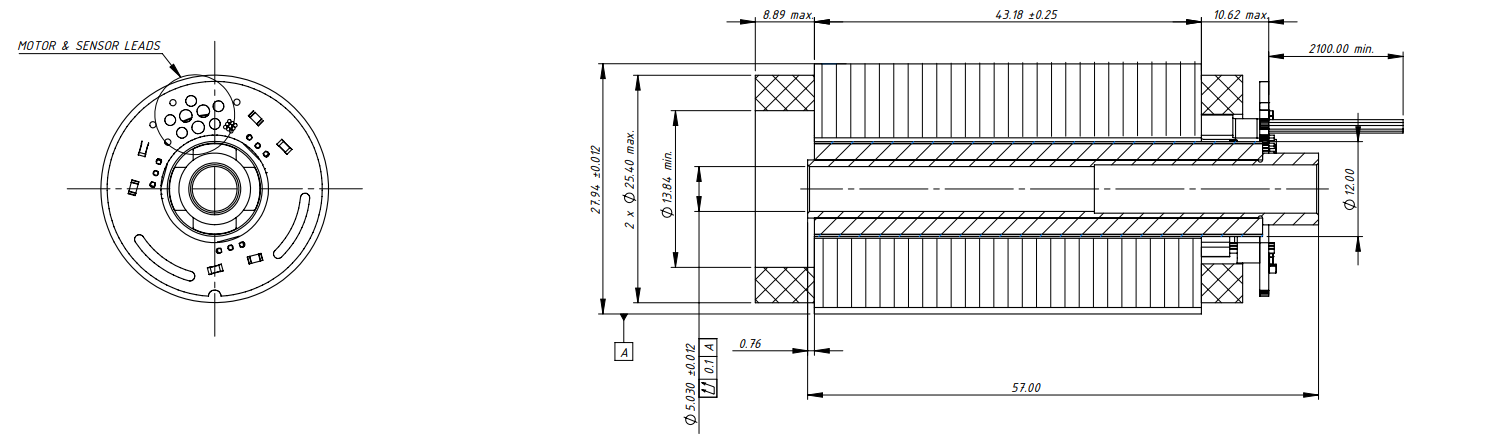 MOTOR & SENSOR LEADS
8.89 max.
43.18 ±0.25
10.62 max.
2100.00 min.
27.94 ±0.012
2 x Ø 25.40 max.
Ø 13.84 min.
Ø 12.00
A
Ø 5.030 ±0.012
0.1 A
0.76
57.00